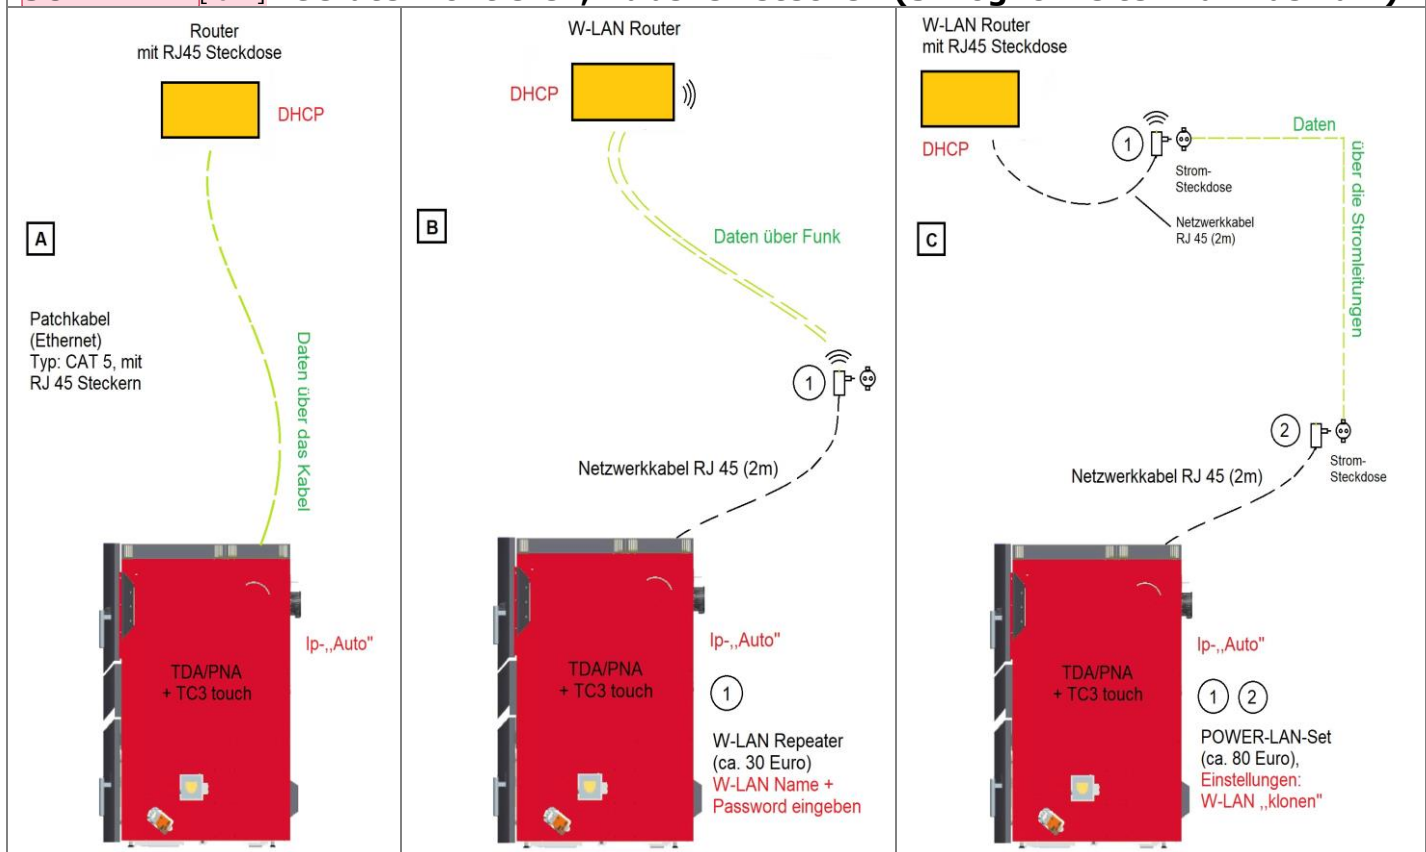 Router
mit RJ45 Steckdose
DHCP
A
Patchkabel
(Ethernet)
Typ: CAT 5, mit
RJ 45 Steckern
Daten über das Kabel
Ip-,,Auto"
TDA/PNA
+ TC3 touch
W-LAN Router
DHCP
B
Daten über Funk
1
Netzwerkkabel RJ 45 (2m)
Ip-,,Auto"
TDA/PNA
+ TC3 touch
1
W-LAN Repeater
(ca. 30 Euro)
W-LAN Name +
Password eingeben
W-LAN Router
mit RJ45 Steckdose
DHCP
1
Daten
Strom-
Steckdose
Netzwerkkabel
RJ 45 (2m)
über die Stromleitungen
C
2
Strom-
Steckdose
Netzwerkkabel RJ 45 (2m)
Ip-,,Auto"
TDA/PNA
+ TC3 touch
1 2
POWER-LAN-Set
(ca. 80 Euro),
Einstellungen:
W-LAN ,,klonen"